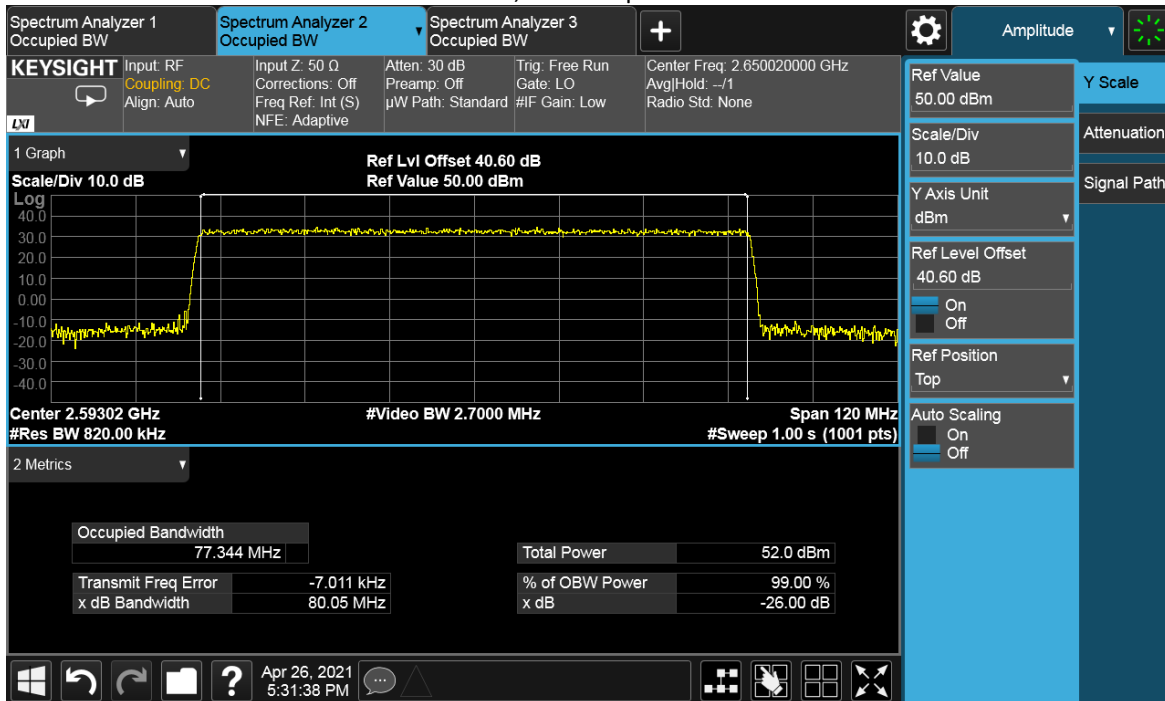 Spectrum Analyzer 1
Occupied BW
Spectrum Analyzer 2
Occupied BW
Spectrum Analyzer 3
Occupied BW
+
Amplitude
KEYSIGHT
LXI
Input: RF
Coupling: DC
Align: Auto
Input Z: 50 Ω
Corrections: Off
Freq Ref: Int (S)
NFE: Adaptive
Atten: 30 dB
Preamp: Off
µW Path: Standard
Trig: Free Run
Gate: LO
#IF Gain: Low
Center Freq: 2.650020000 GHz
Avg|Hold: --/1
Radio Std: None
1 Graph
Ref Lvl Offset 40.60 dB
Scale/Div 10.0 dB
Ref Value 50.00 dBm
Log
40.0
30.0
20.0
10.0
0.00
-10.0
-20.0
-30.0
-40.0
Center 2.59302 GHz
#Video BW 2.7000 MHz
Span 120 MHz
#Res BW 820.00 kHz
#Sweep 1.00 s (1001 pts)
2 Metrics
Occupied Bandwidth
77.344 MHz
Total Power
52.0 dBm
Transmit Freq Error
-7.011 kHz
% of OBW Power
99.00 %
x dB Bandwidth
80.05 MHz
x dB
-26.00 dB
Ref Value
50.00 dBm
Scale/Div
10.0 dB
Y Axis Unit
dBm
Ref Level Offset
40.60 dB
On
Off
Ref Position
Top
Auto Scaling
On
Off
Y Scale
Attenuation
Signal Path
?
Apr 26, 2021
5:31:38 PM